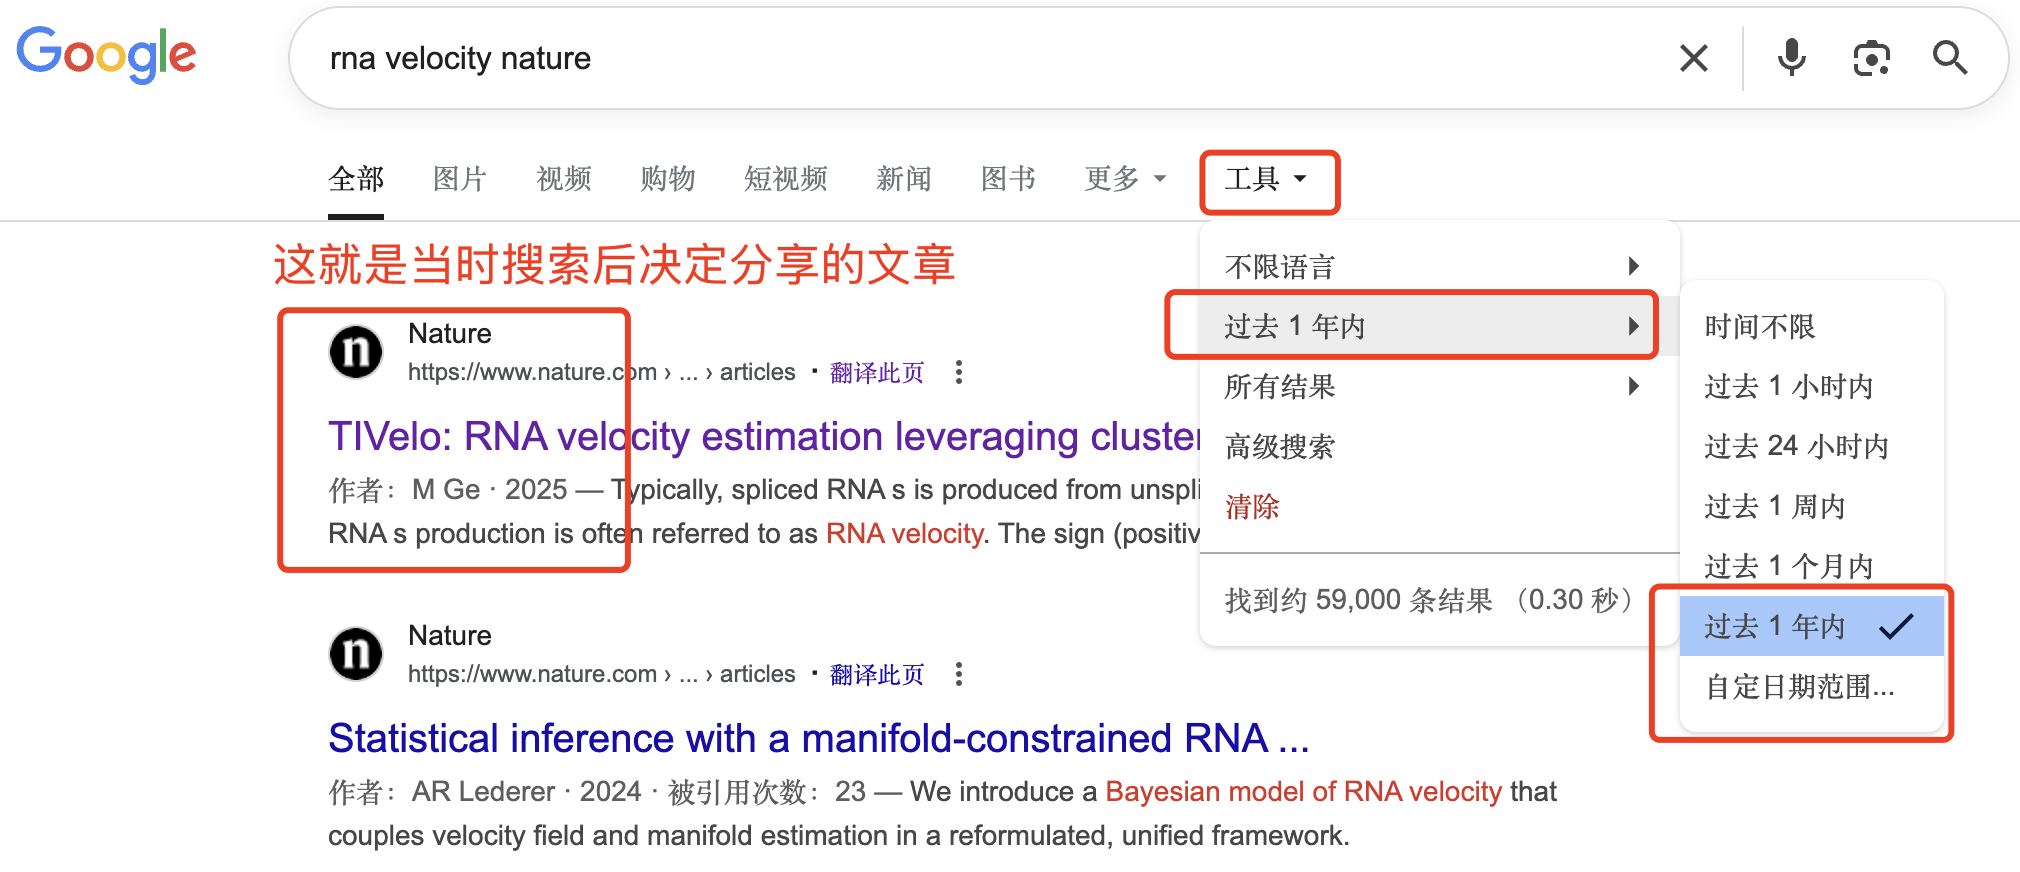 Google
rna velocity nature
全部 图片 视频 购物 短视频 新闻 图书 更多 工具
这就是当时搜索后决定分享的文章
Nature
https://www.nature.com › ... › articles · 翻译此页
TIVelo: RNA velocity estimation leveraging cluster
作者：M Ge · 2025 — Typically, spliced RNA s is produced from unspli
RNA s production is often referred to as RNA velocity. The sign (positiv
Nature
https://www.nature.com › ... › articles · 翻译此页
Statistical inference with a manifold-constrained RNA ...
作者：AR Lederer · 2024 · 被引用次数：23 — We introduce a Bayesian model of RNA velocity that
couples velocity field and manifold estimation in a reformulated, unified framework.
不限语言
过去 1 年内
所有结果
高级搜索
清除
找到约 59,000 条结果 （0.30 秒）
时间不限
过去 1 小时内
过去 24 小时内
过去 1 周内
过去 1 个月内
过去 1 年内
自定日期范围...